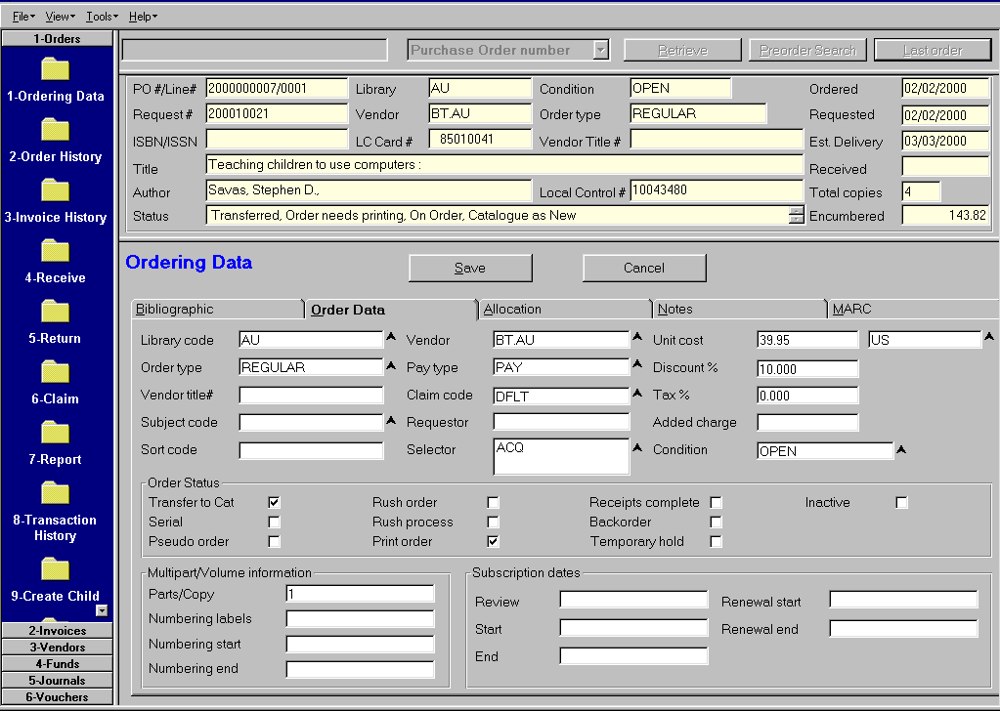 File View Tools Help
1-Orders
1-Ordering Data
2-Order History
3-Invoice History
4-Receive
5-Return
6-Claim
7-Report
8-Transaction
History
9-Create Child
2-Invoices
3-Vendors
4-Funds
5-Journals
6-Vouchers
Purchase Order number Retrieve Preorder Search Last order
PO #/Line# 2000000007/0001 Library AU Condition OPEN Ordered 02/02/2000
Request # 200010021 Vendor BT.AU Order type REGULAR Requested 02/02/2000
ISBN/ISSN LC Card # 85010041 Vendor Title # Est. Delivery 03/03/2000
Title Teaching children to use computers : Received
Author Savas, Stephen D., Local Control # 10043480 Total copies 4
Status Transferred, Order needs printing, On Order, Catalogue as New Encumbered 143.82
Ordering Data Save Cancel
Bibliographic Order Data Allocation Notes MARC
Library code AU Vendor BT.AU Unit cost 39.95 US
Order type REGULAR Pay type PAY Discount % 10.000
Vendor title# Claim code DFLT Tax % 0.000
Subject code Requestor Added charge
Sort code Selector ACQ Condition OPEN
Order Status
Transfer to Cat Rush order Receipts complete Inactive
Serial Rush process Backorder
Pseudo order Print order Temporary hold
Multipart/Volume information Subscription dates
Parts/Copy 1 Review Renewal start
Numbering labels Start Renewal end
Numbering start End
Numbering end